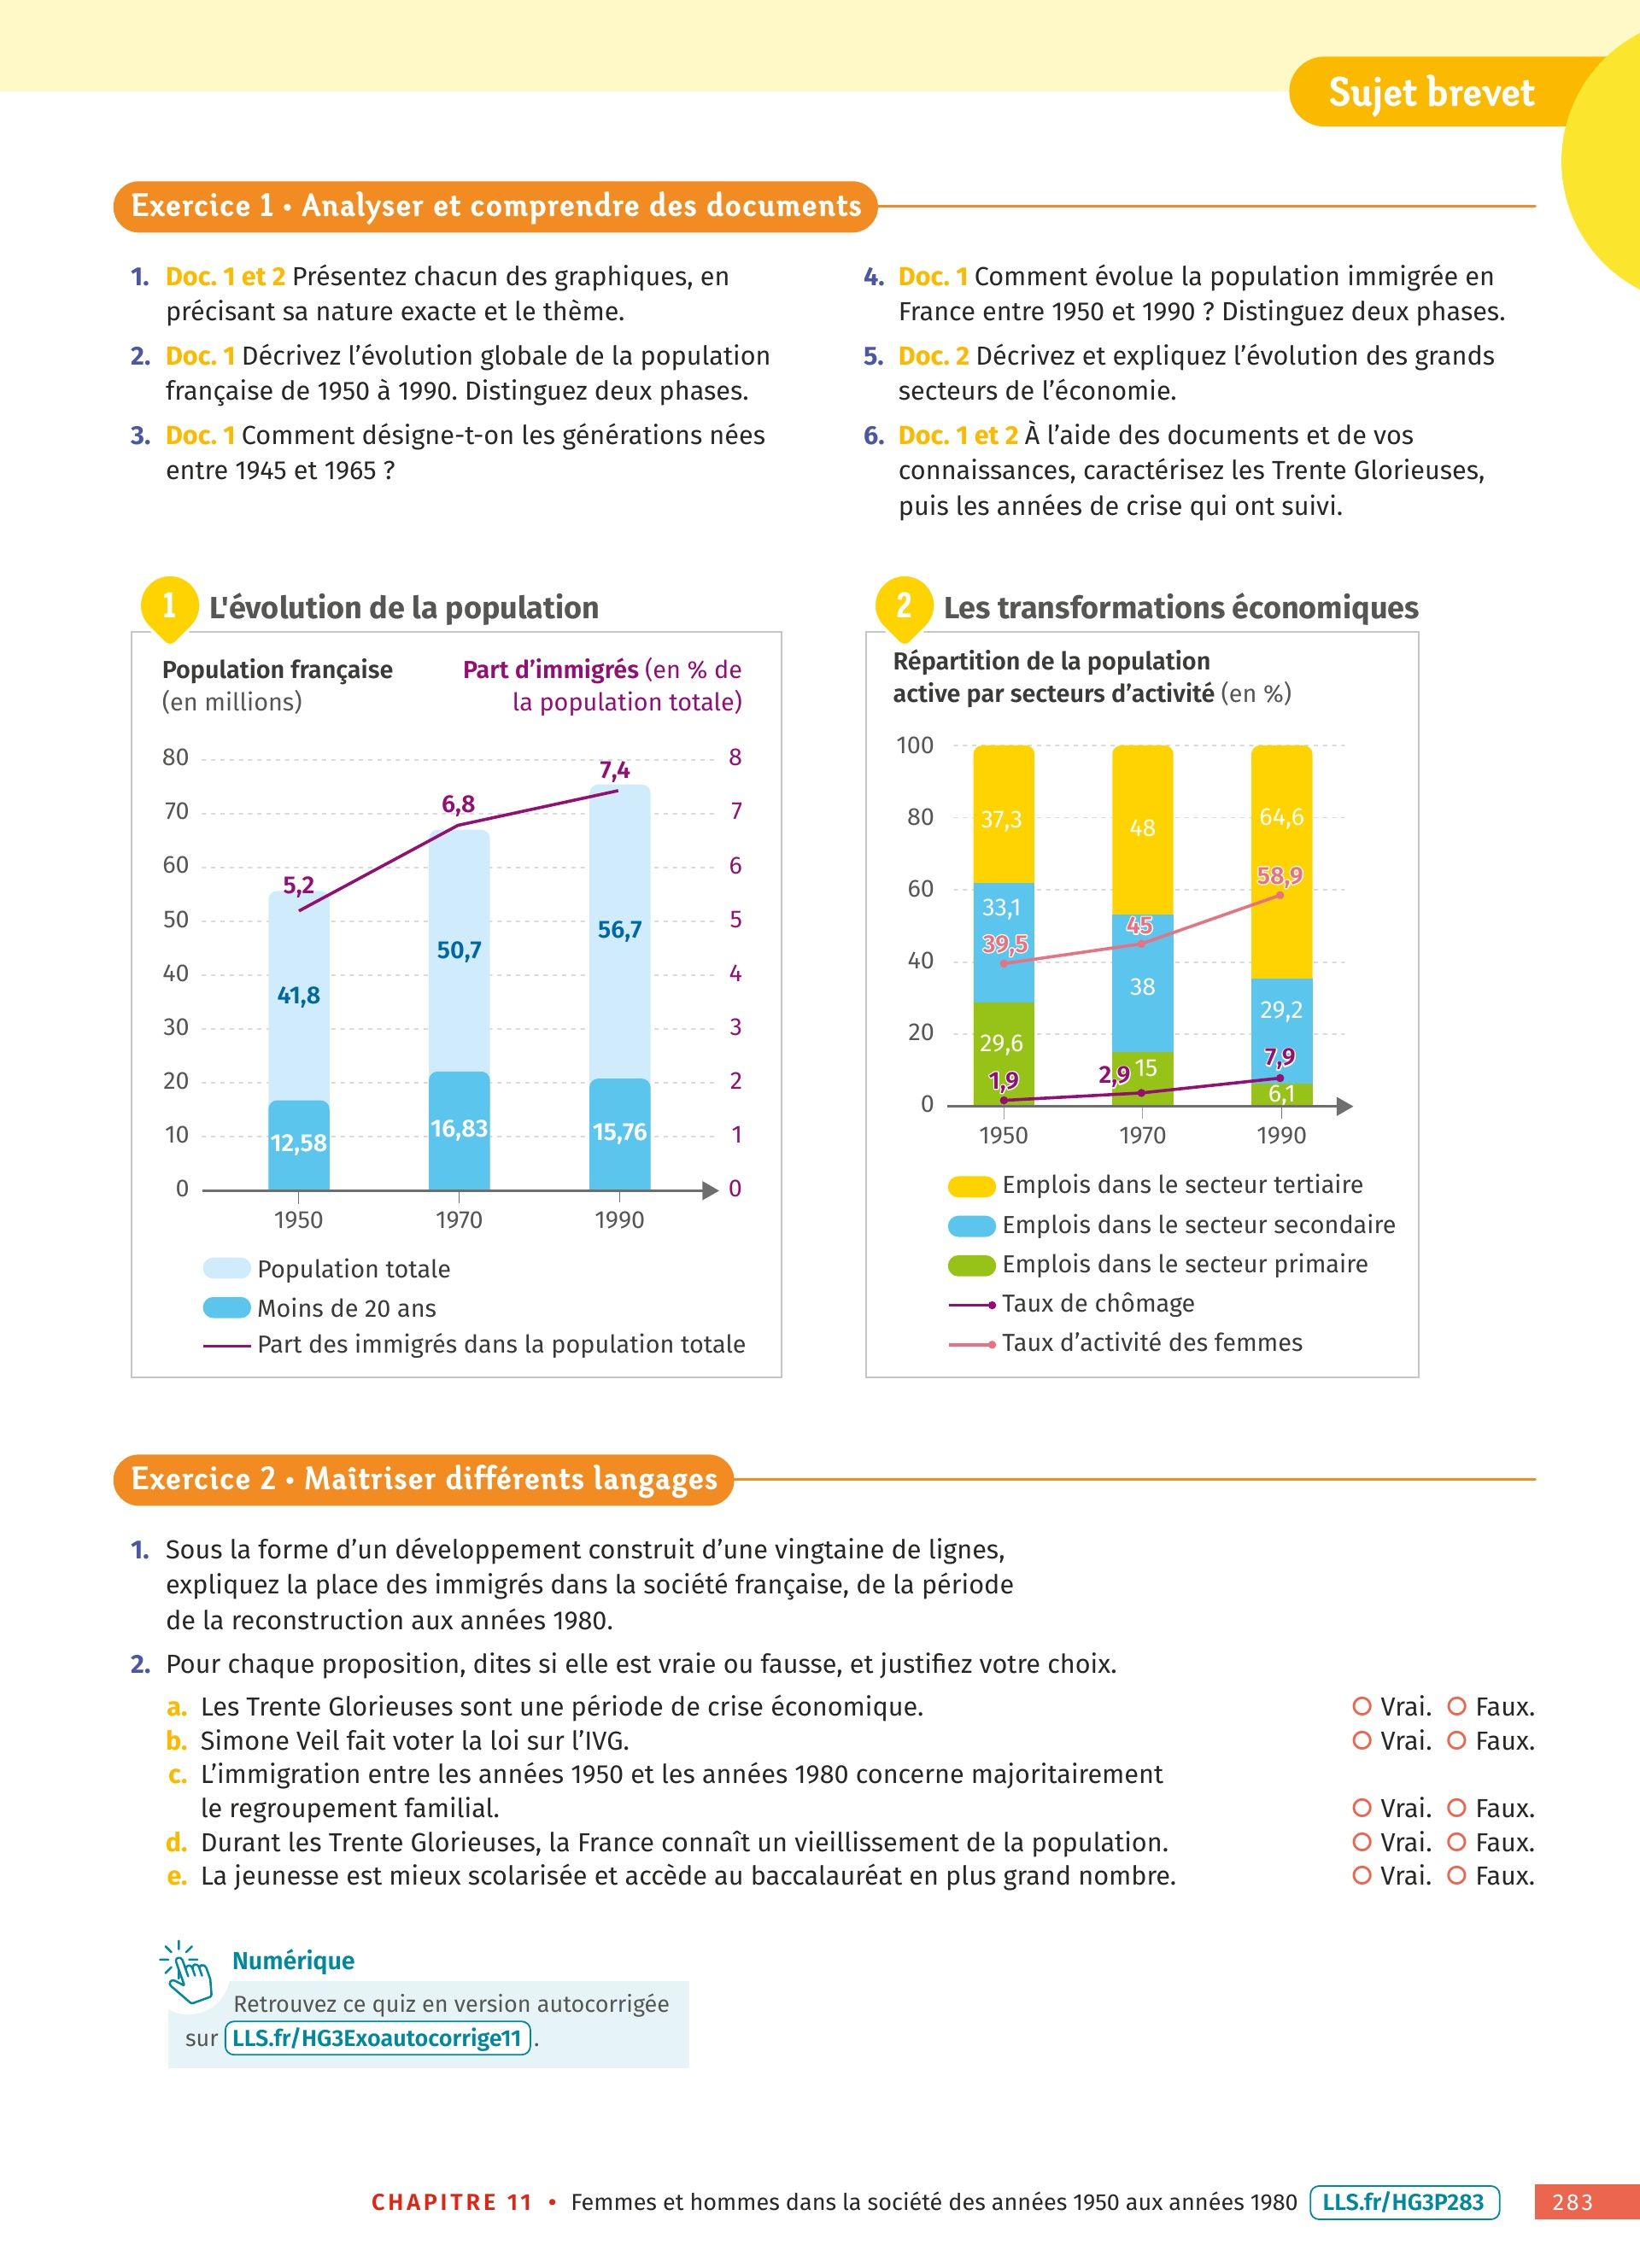 Sujet brevet
Exercice 1 • Analyser et comprendre des documents
1. Doc. 1 et 2 Présentez chacun des graphiques, en
précisant sa nature exacte et le thème.
2. Doc. 1 Décrivez l'évolution globale de la population
française de 1950 à 1990. Distinguez deux phases.
3. Doc. 1 Comment désigne-t-on les générations nées
entre 1945 et 1965 ?
4. Doc. 1 Comment évolue la population immigrée en
France entre 1950 et 1990 ? Distinguez deux phases.
5. Doc. 2 Décrivez et expliquez l'évolution des grands
secteurs de l'économie.
6. Doc. 1 et 2 À l'aide des documents et de vos
connaissances, caractérisez les Trente Glorieuses,
puis les années de crise qui ont suivi.
1 L'évolution de la population
Population française
(en millions)
Part d'immigrés (en % de
la population totale)
80 8
7,4
70 6,8 7
60 6
5,2
50 5
56,7
50,7
40 4
41,8
30 3
20 2
10 12,58 16,83 15,76 1
0 0
1950 1970 1990
Population totale
Moins de 20 ans
Part des immigrés dans la population totale
2 Les transformations économiques
Répartition de la population
active par secteurs d'activité (en %)
100
80 37,3 48 64,6
60 58,9
33,1
39,5 45
40
38 29,2
20
29,6 7,9
1,9 2,9 15 6,1
0
1950 1970 1990
Emplois dans le secteur tertiaire
Emplois dans le secteur secondaire
Emplois dans le secteur primaire
Taux de chômage
Taux d'activité des femmes
Exercice 2 • Maîtriser différents langages
1. Sous la forme d'un développement construit d'une vingtaine de lignes,
expliquez la place des immigrés dans la société française, de la période
de la reconstruction aux années 1980.
2. Pour chaque proposition, dites si elle est vraie ou fausse, et justifiez votre choix.
a. Les Trente Glorieuses sont une période de crise économique. Vrai. Faux.
b. Simone Veil fait voter la loi sur l'IVG. Vrai. Faux.
c. L'immigration entre les années 1950 et les années 1980 concerne majoritairement
le regroupement familial. Vrai. Faux.
d. Durant les Trente Glorieuses, la France connaît un vieillissement de la population. Vrai. Faux.
e. La jeunesse est mieux scolarisée et accède au baccalauréat en plus grand nombre. Vrai. Faux.
Numérique
Retrouvez ce quiz en version autocorrigée
sur LLS.fr/HG3Exoautocorrige11.
CHAPITRE 11 • Femmes et hommes dans la société des années 1950 aux années 1980 LLS.fr/HG3P283 283